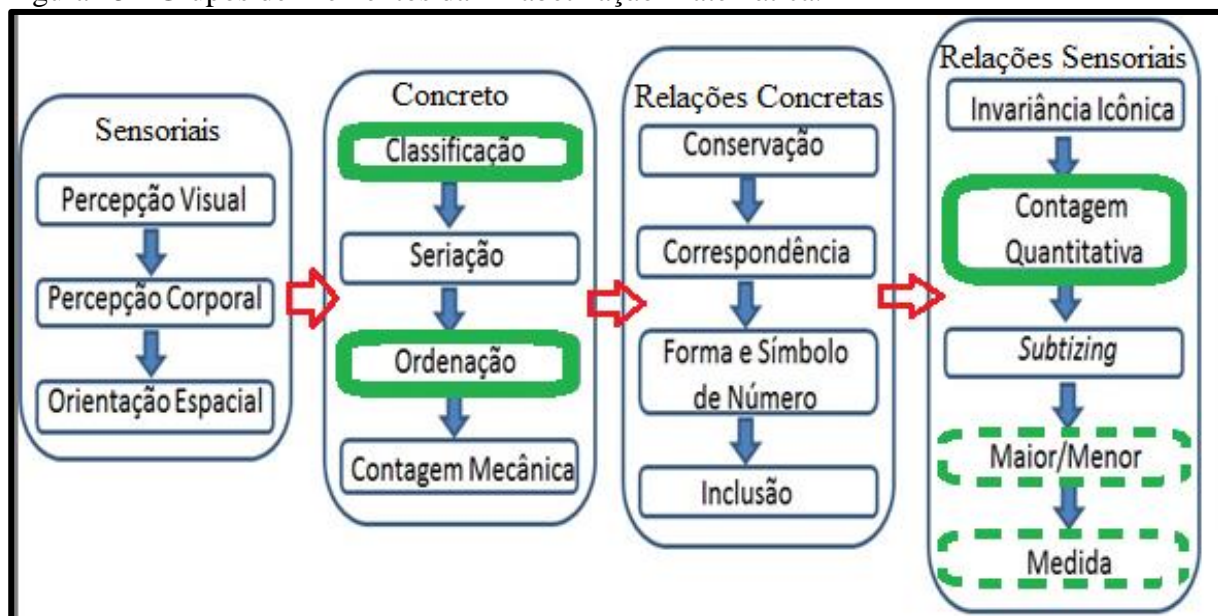 Sensoriais
Percepção Visual
Percepção Corporal
Orientação Espacial
Concreto
Classificação
Seriação
Ordenação
Contagem Mecânica
Relações Concretas
Conservação
Correspondência
Forma e Símbolo
de Número
Inclusão
Relações Sensoriais
Invariância Icônica
Contagem
Quantitativa
Subtizing
Maior/Menor
Medida